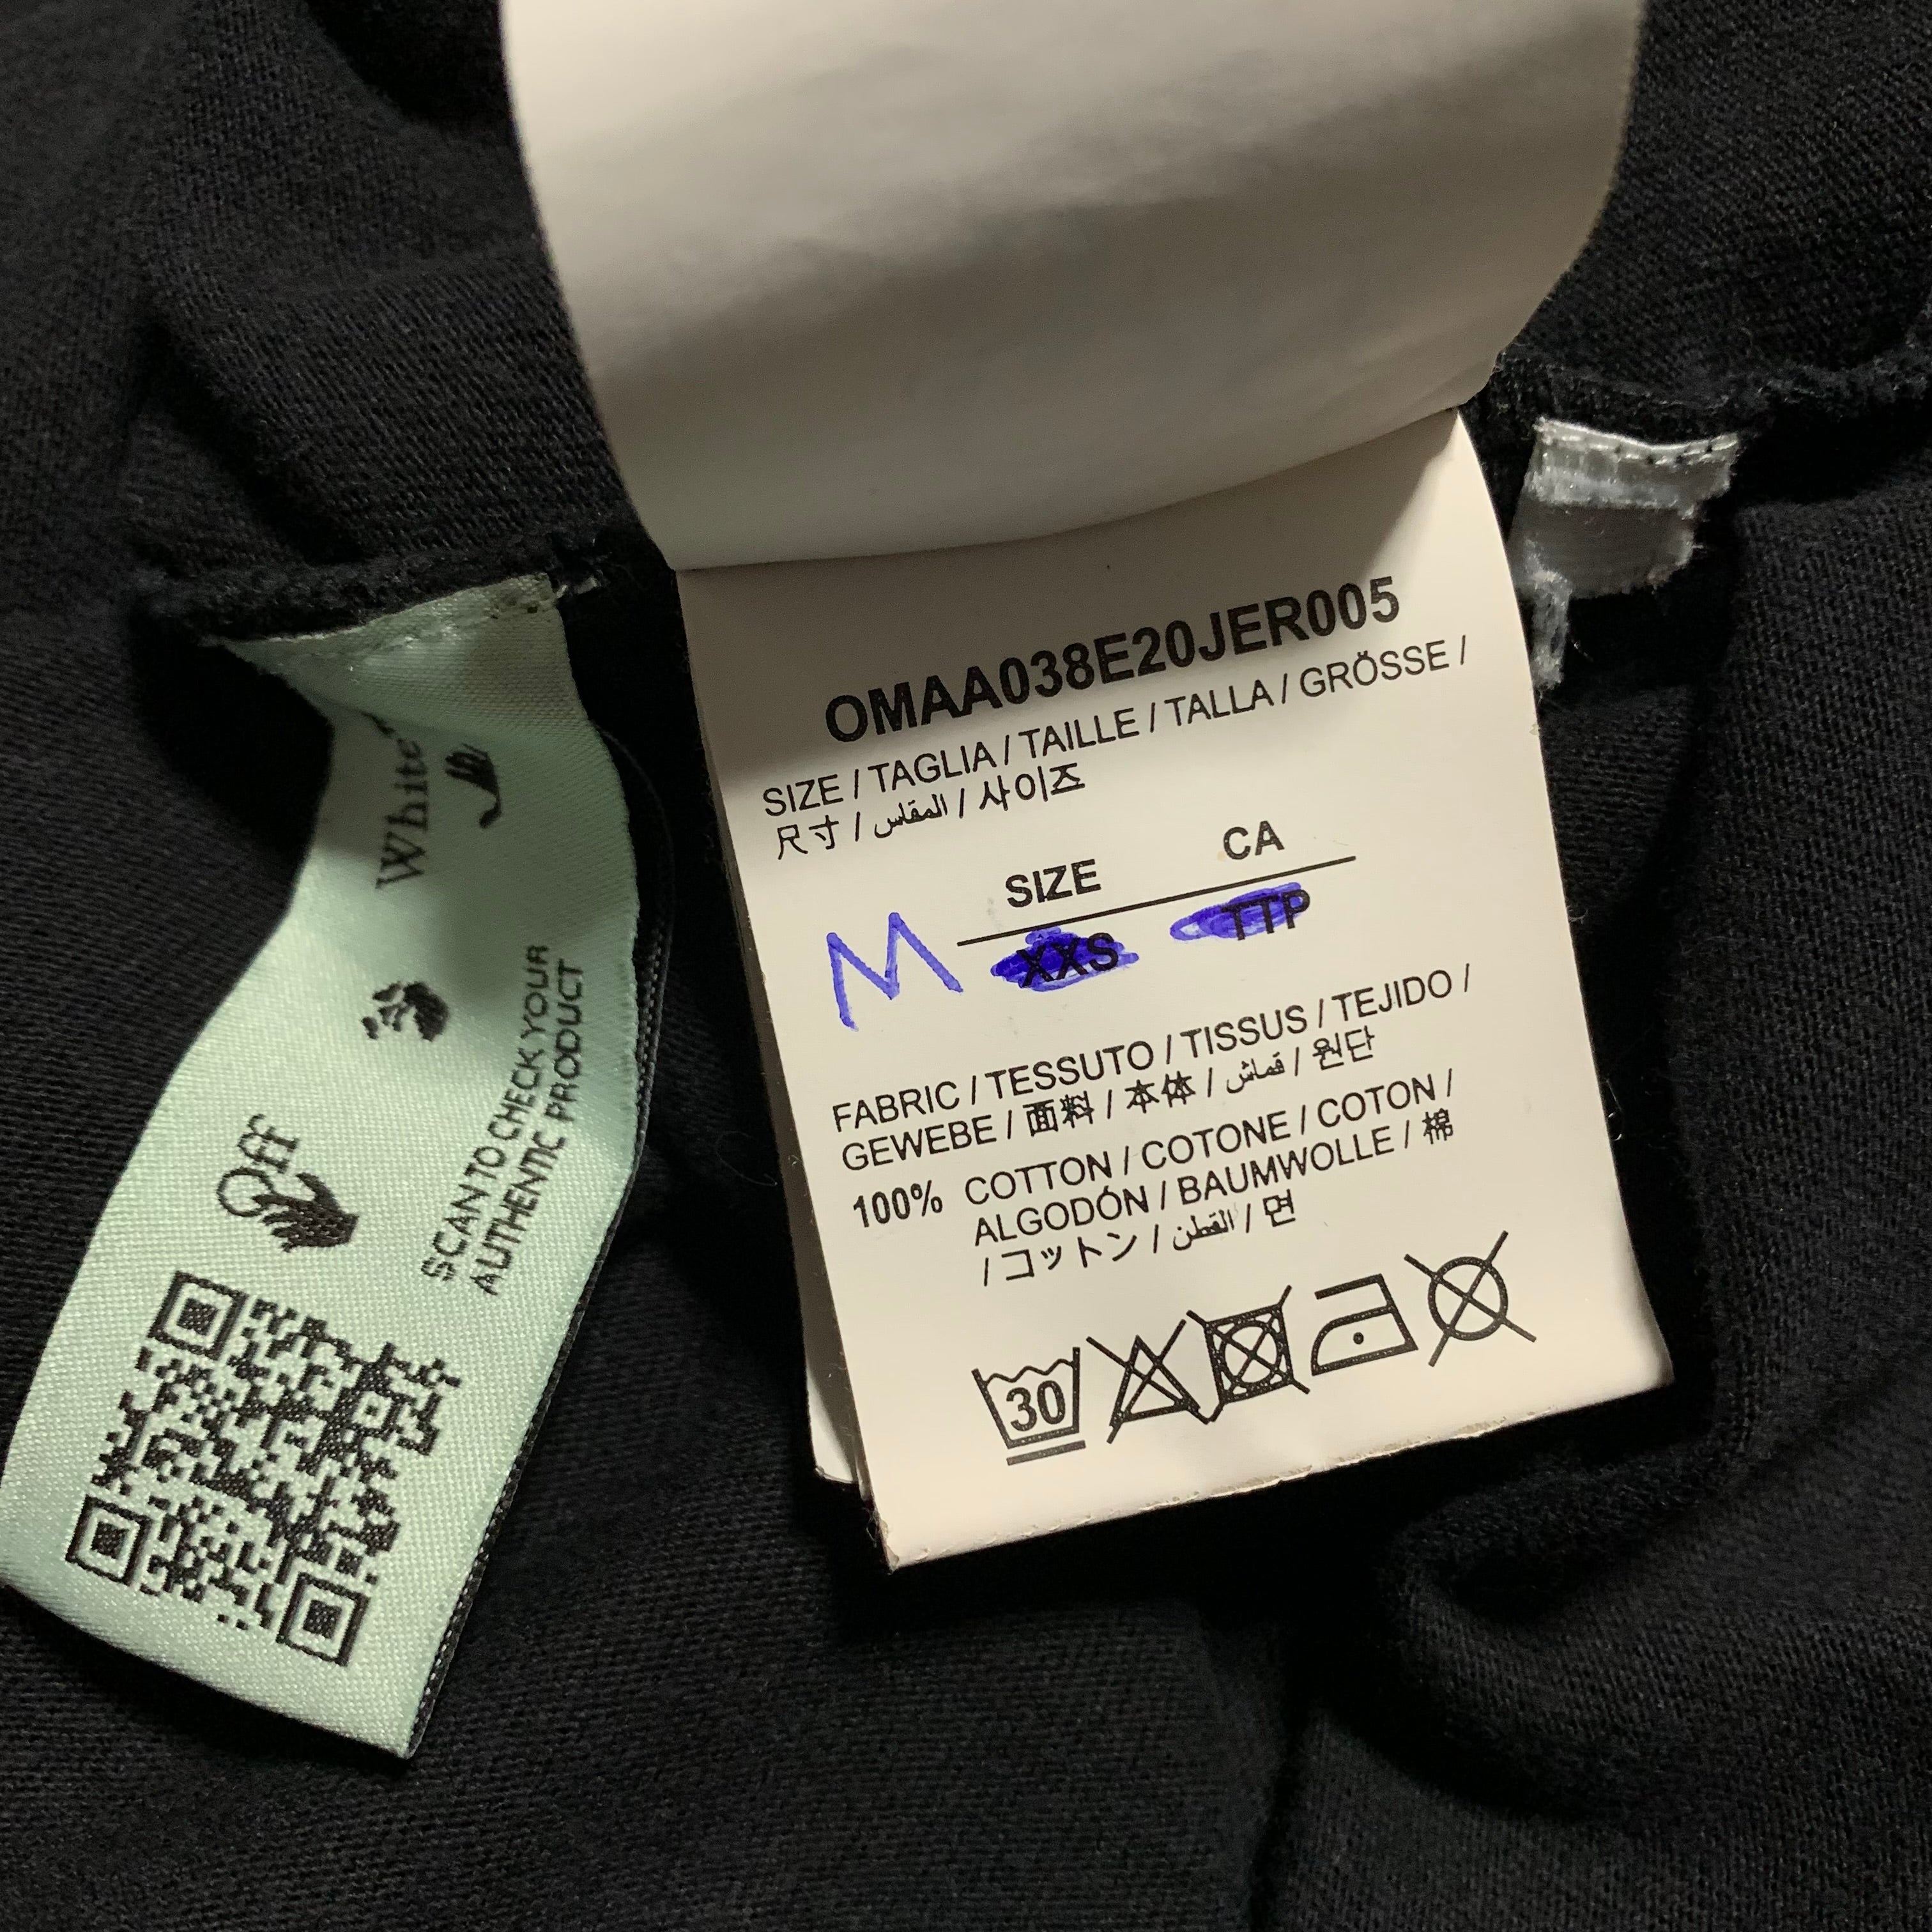 OMAA038E20JER005
SIZE / TAGLIA / TAILLE / TALLA / GRÖSSE /
尺寸 / المقاس / 사이즈
SIZE CA
M XXS TTP
FABRIC / TESSUTO / TISSUS / TEJIDO /
GEWEBE / 面料 / 本体 / قماش / 원단
100% COTTON / COTONE / COTON /
ALGODÓN / BAUMWOLLE / 棉
/ コットン / القطن / 면
30
Off White™
SCAN TO CHECK YOUR
AUTHENTIC PRODUCT